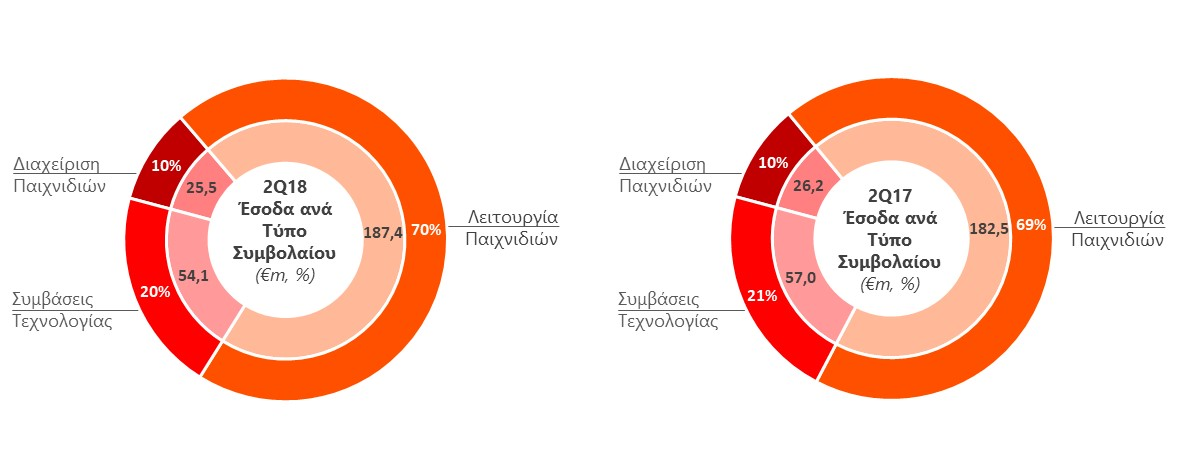 Διαχείριση
Παιχνιδιών
10%
25,5
2Q18
Έσοδα ανά
Τύπο
Συμβολαίου
(€m, %)
187,4
70%
Λειτουργία
Παιχνιδιών
54,1
20%
Συμβάσεις
Τεχνολογίας
Διαχείριση
Παιχνιδιών
10%
26,2
2Q17
Έσοδα ανά
Τύπο
Συμβολαίου
(€m, %)
182,5
69%
Λειτουργία
Παιχνιδιών
57,0
21%
Συμβάσεις
Τεχνολογίας